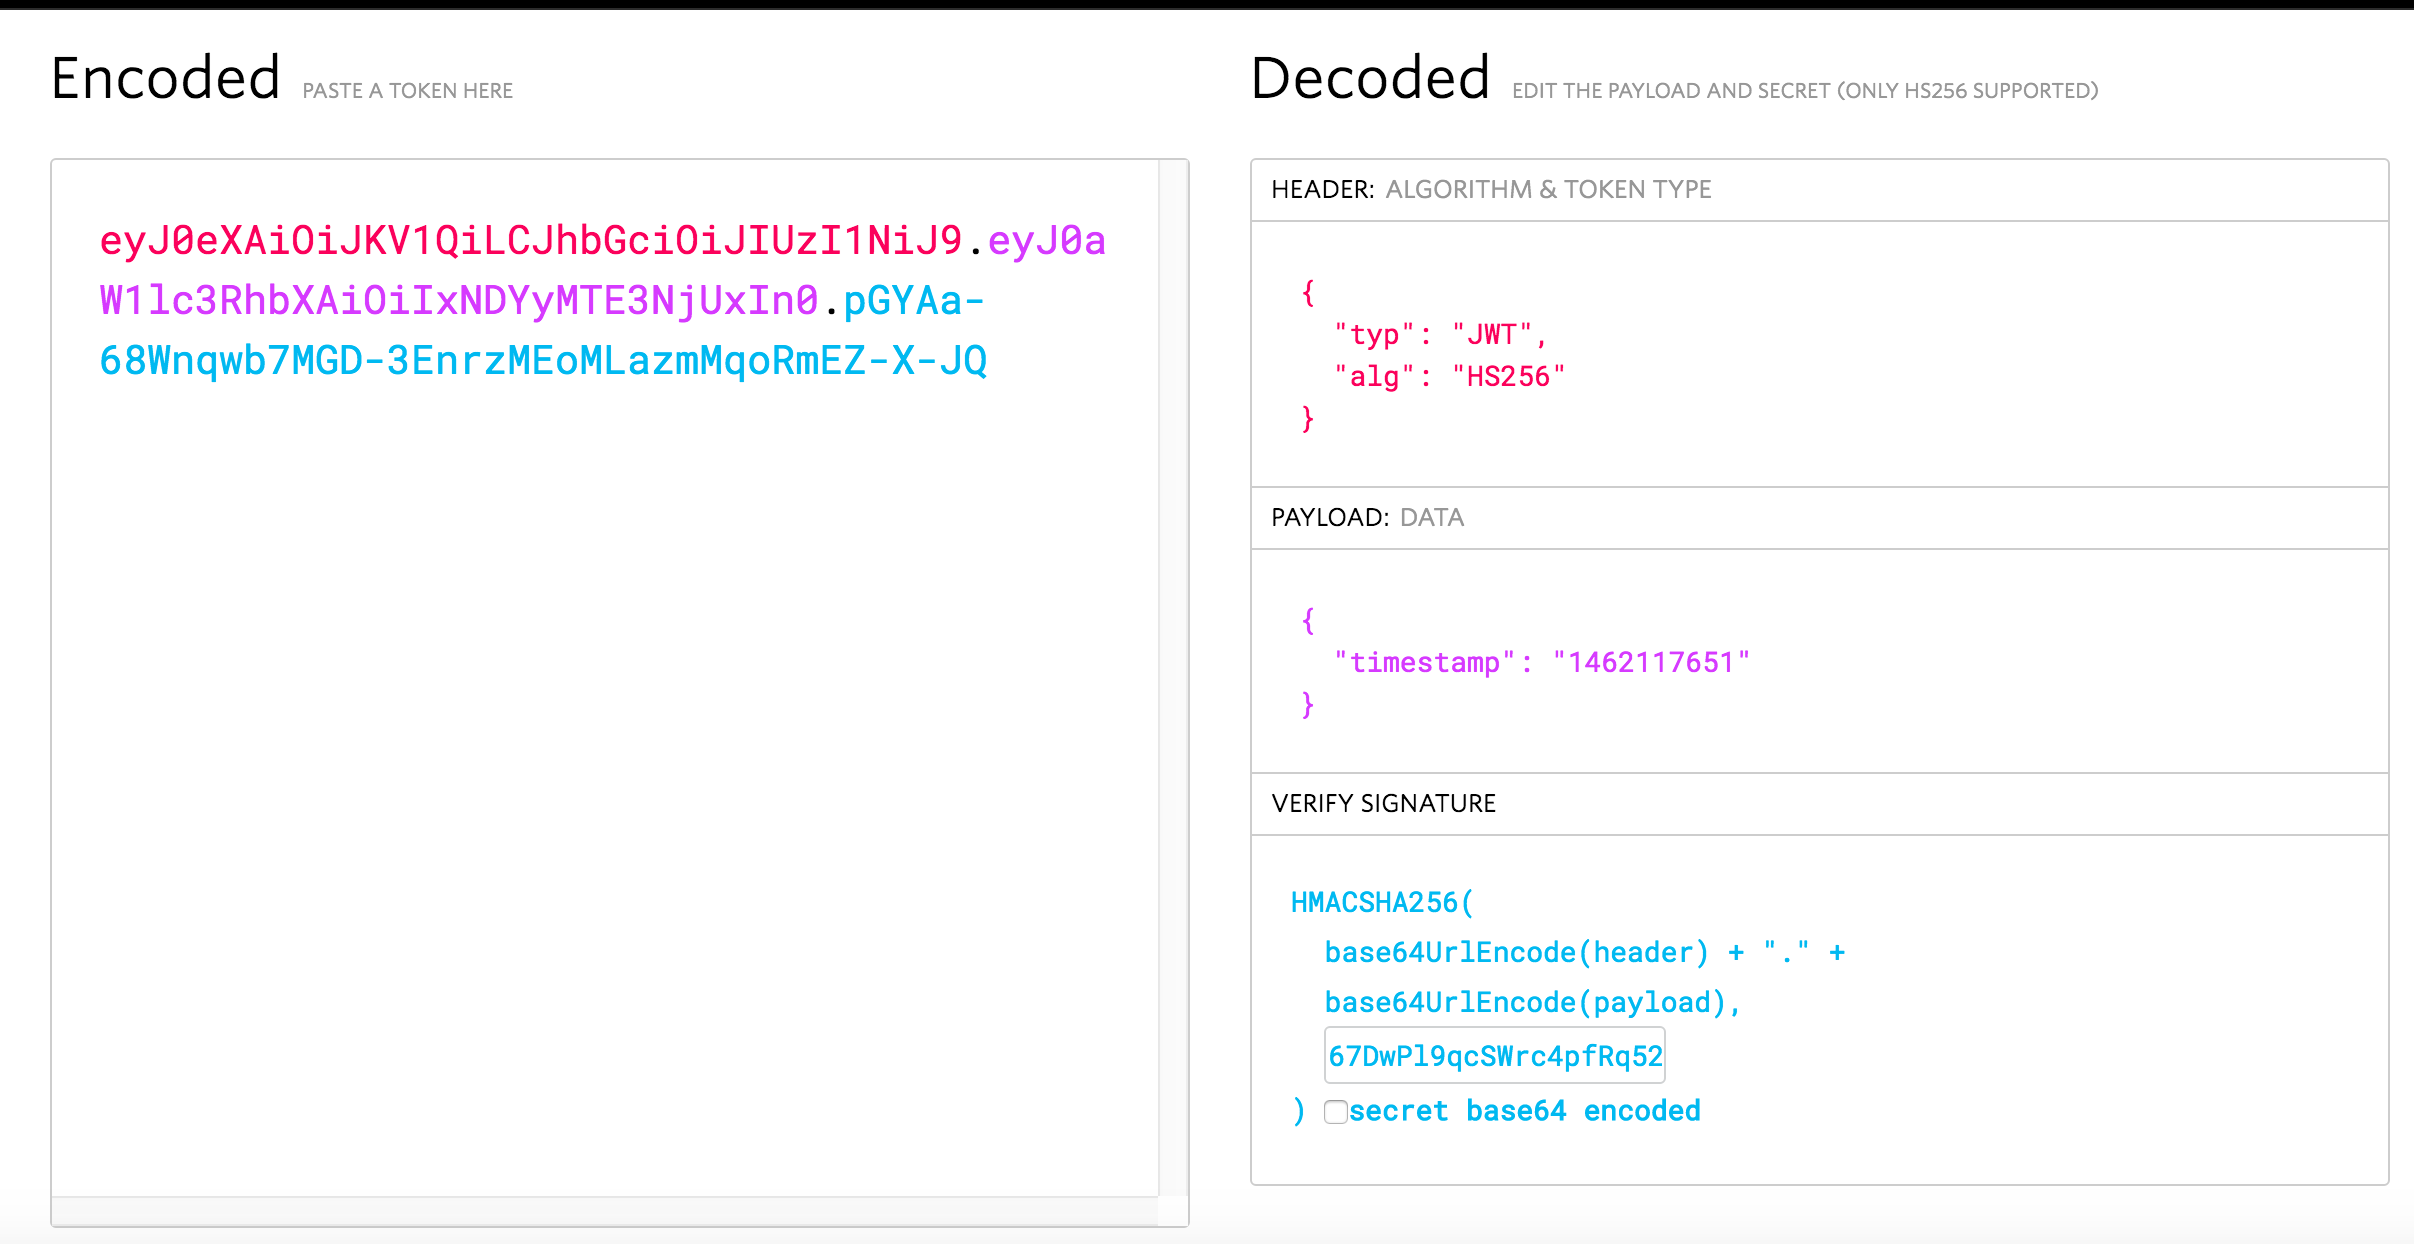 Encoded PASTE A TOKEN HERE
eyJ0eXAiOiJKV1QiLCJhbGciOiJIUzI1NiJ9.eyJ0a
W1lc3RhbXAiOiIxNDYyMTE3NjUxIn0.pGYAa-
68Wnqwb7MGD-3EnrzMEoMLazmMqoRmEZ-X-JQ
Decoded EDIT THE PAYLOAD AND SECRET (ONLY HS256 SUPPORTED)
HEADER: ALGORITHM & TOKEN TYPE
{
"typ": "JWT",
"alg": "HS256"
}
PAYLOAD: DATA
{
"timestamp": "1462117651"
}
VERIFY SIGNATURE
HMACSHA256(
base64UrlEncode(header) + "." +
base64UrlEncode(payload),
67DwPl9qcSWrc4pfRq52
) secret base64 encoded